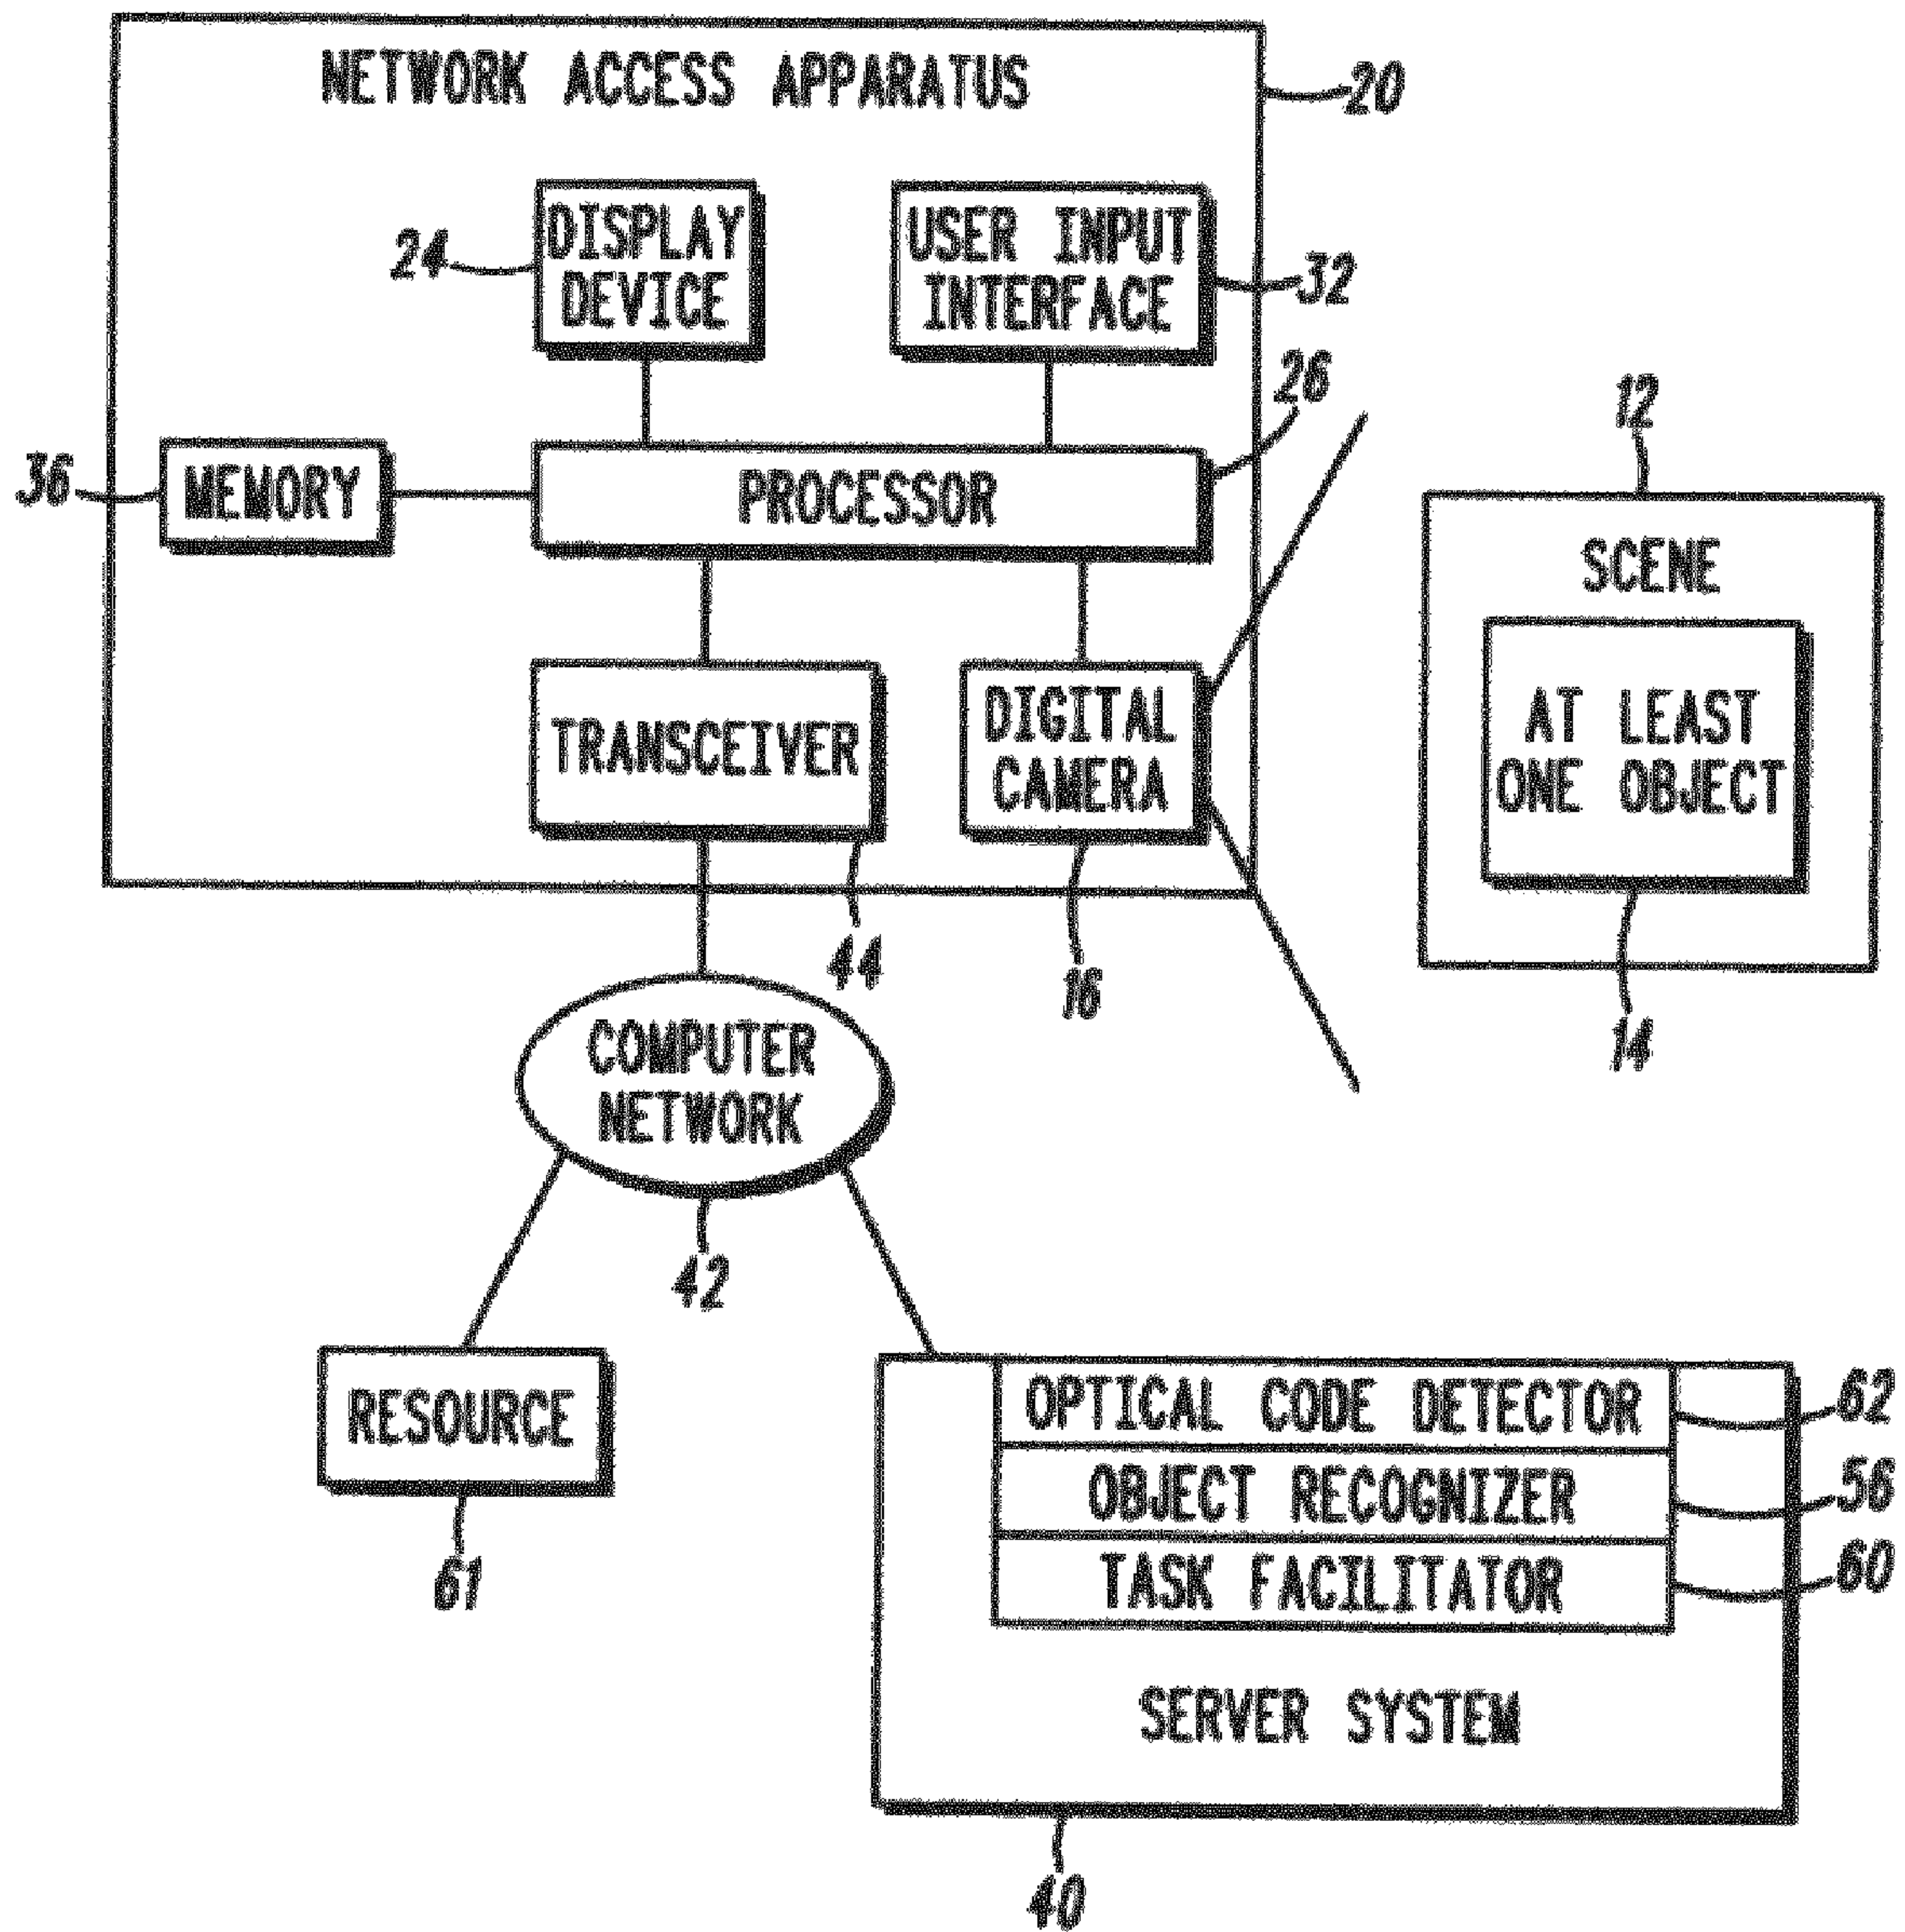 NETWORK ACCESS APPARATUS
20
DISPLAY
DEVICE
24
USER INPUT
INTERFACE
32
26
12
36
MEMORY
PROCESSOR
SCENE
AT LEAST
ONE OBJECT
TRANSCEIVER
DIGITAL
CAMERA
44
16
14
COMPUTER
NETWORK
42
RESOURCE
61
OPTICAL CODE DETECTOR
62
OBJECT RECOGNIZER
56
TASK FACILITATOR
60
SERVER SYSTEM
40